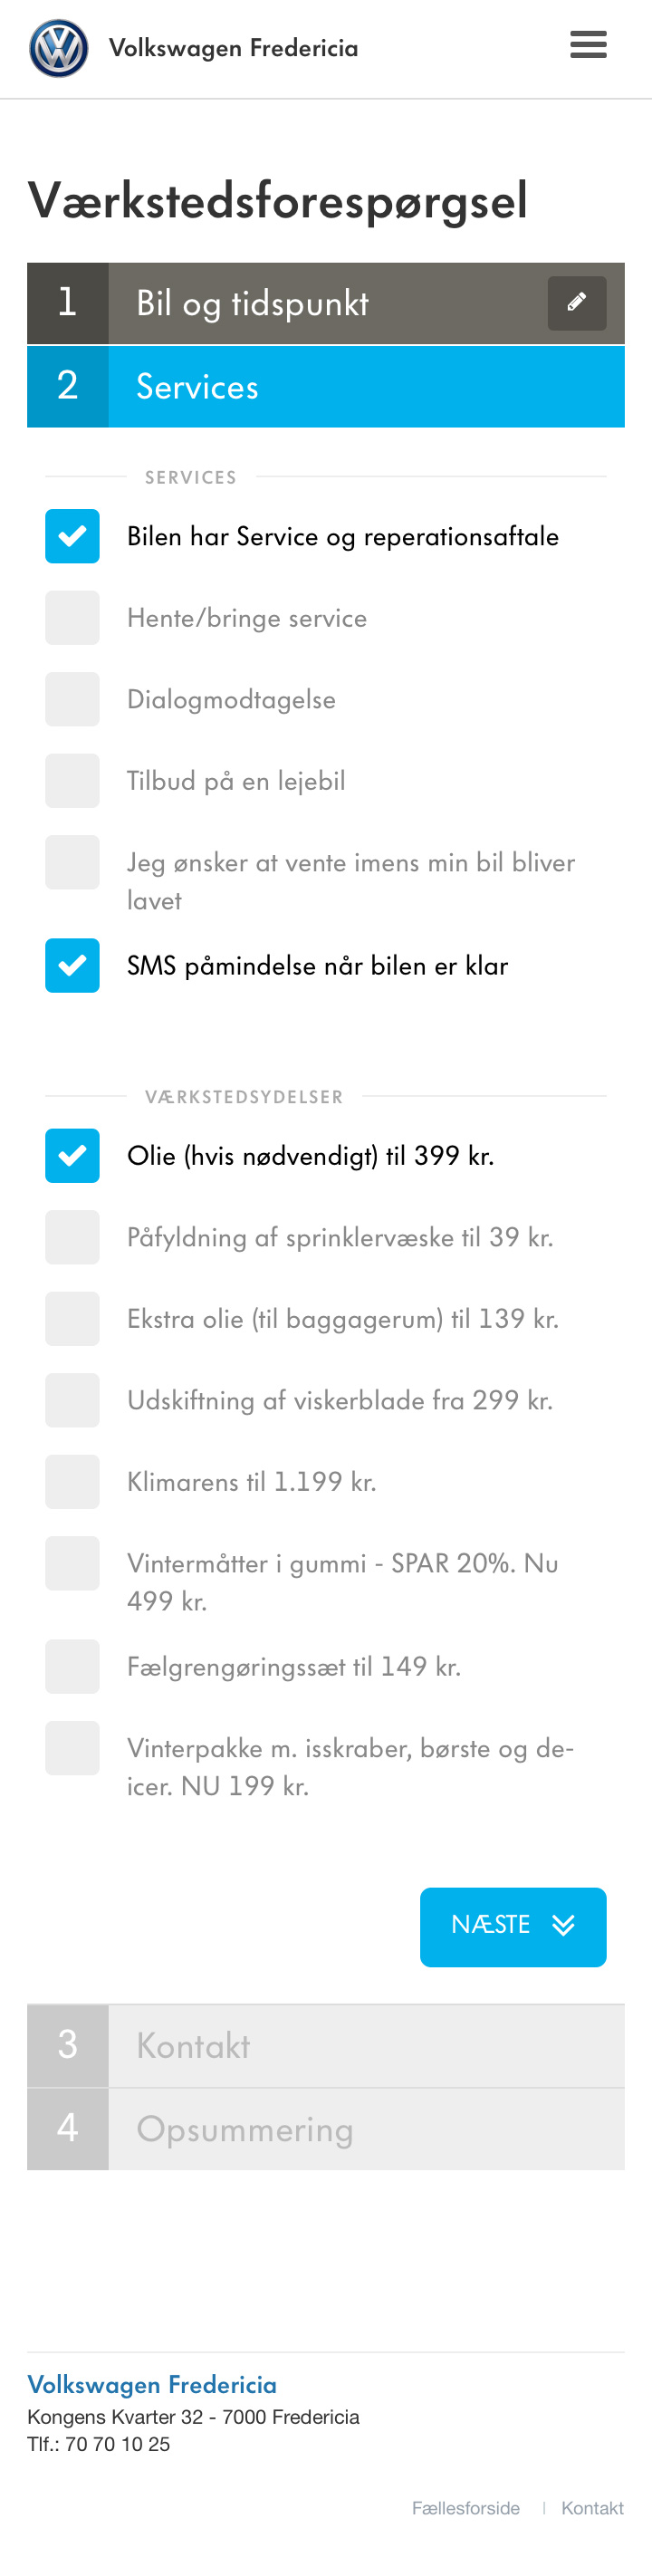 Volkswagen Fredericia
Værkstedsforespørgsel
1 Bil og tidspunkt
2 Services
SERVICES
Bilen har Service og reperationsaftale
Hente/bringe service
Dialogmodtagelse
Tilbud på en lejebil
Jeg ønsker at vente imens min bil bliver
lavet
SMS påmindelse når bilen er klar
VÆRKSTEDSYDELSER
Olie (hvis nødvendigt) til 399 kr.
Påfyldning af sprinklervæske til 39 kr.
Ekstra olie (til baggagerum) til 139 kr.
Udskiftning af viskerblade fra 299 kr.
Klimarens til 1.199 kr.
Vintermåtter i gummi - SPAR 20%. Nu
499 kr.
Fælgrengøringssæt til 149 kr.
Vinterpakke m. isskraber, børste og de-
icer. NU 199 kr.
NÆSTE
3 Kontakt
4 Opsummering
Volkswagen Fredericia
Kongens Kvarter 32 - 7000 Fredericia
Tlf.: 70 70 10 25
Fællesforside | Kontakt